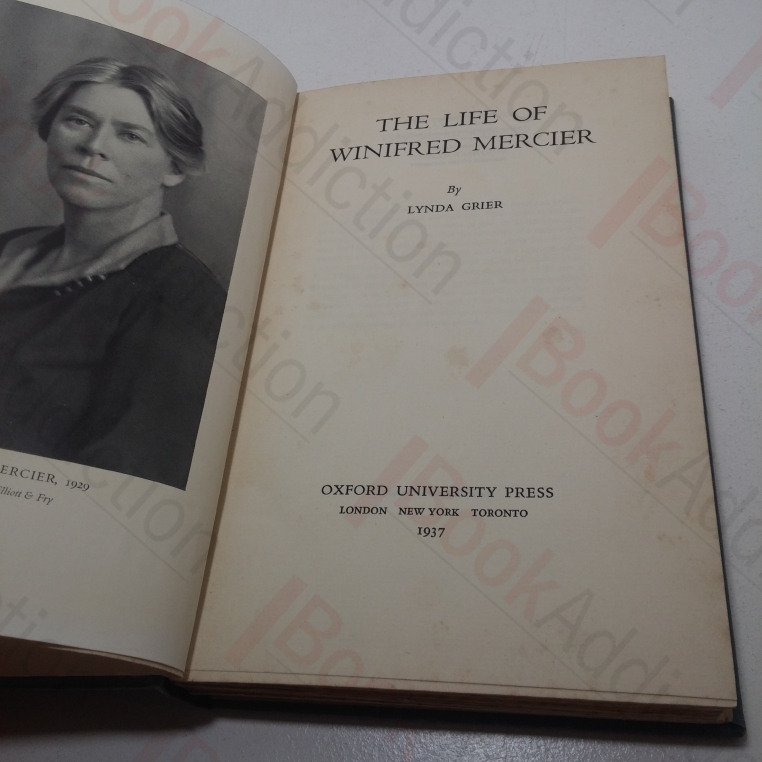 ERCIER, 1929
lliott & Fry
THE LIFE OF
WINIFRED MERCIER
By
LYNDA GRIER
OXFORD UNIVERSITY PRESS
LONDON NEW YORK TORONTO
1937
BookAddiction